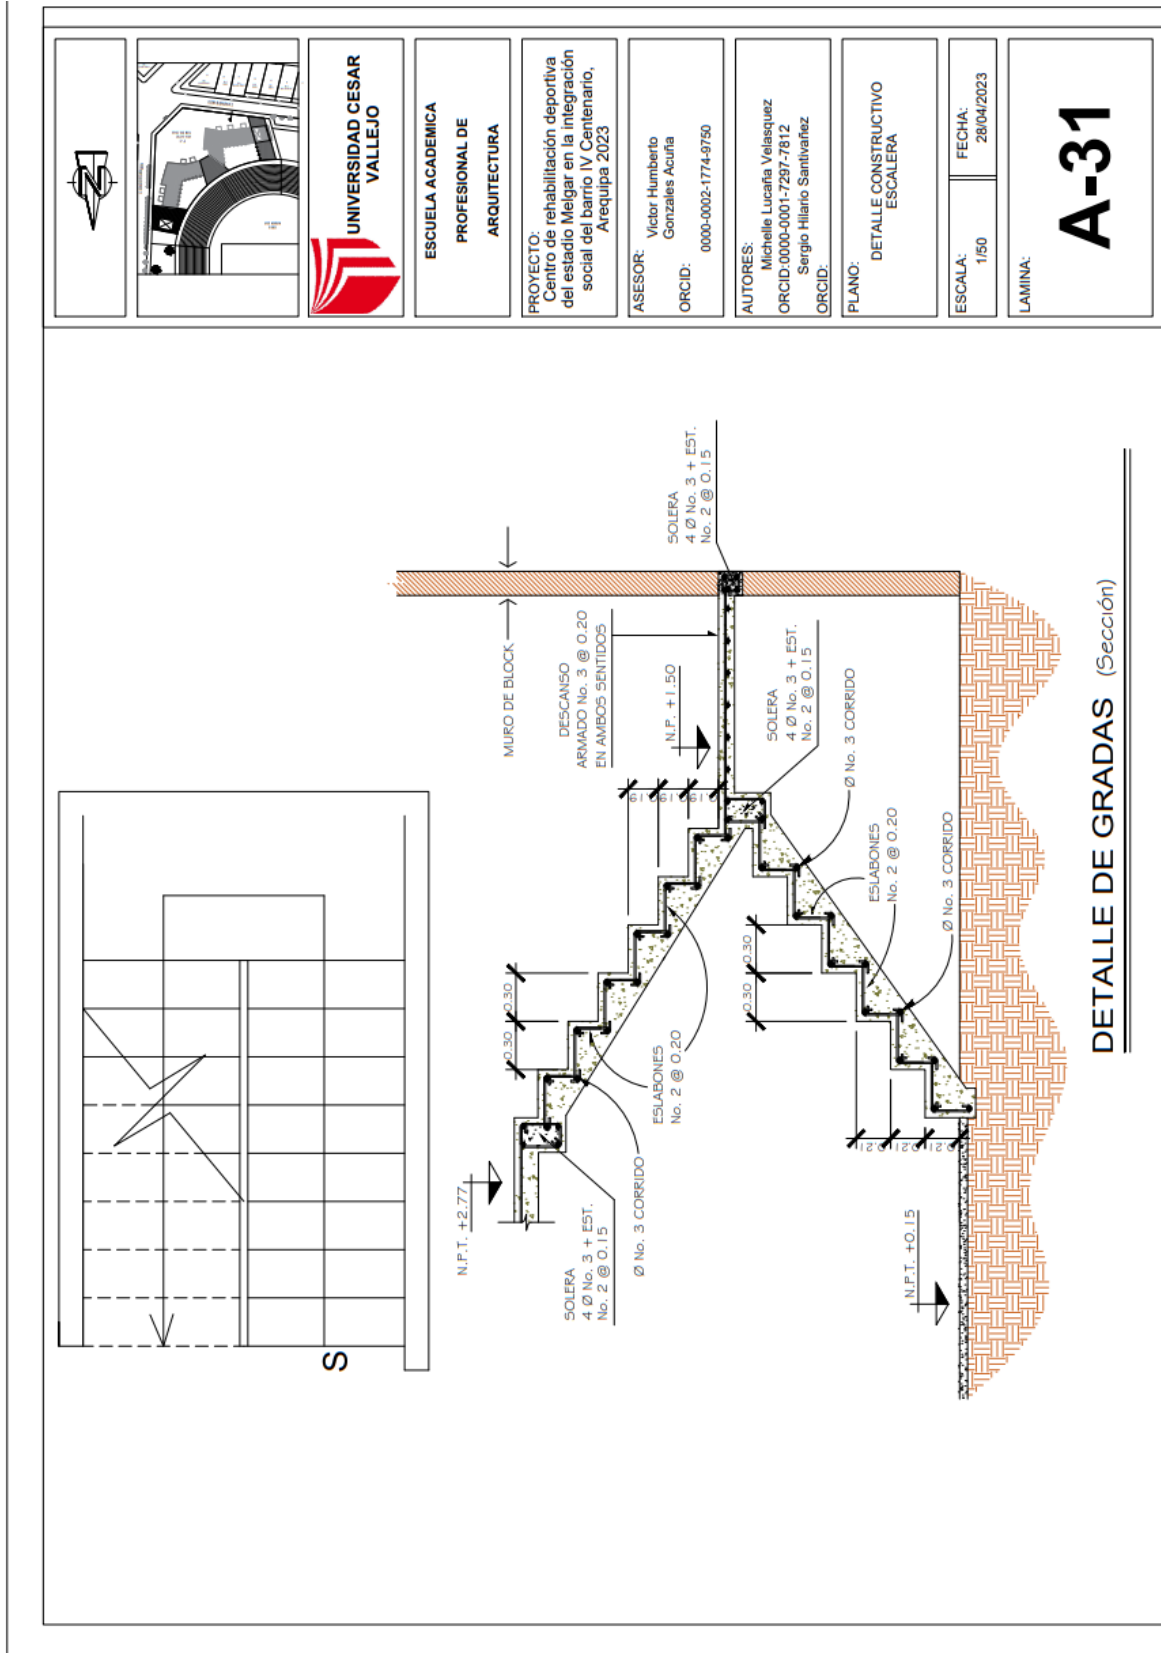 N
UNIVERSIDAD CESAR
VALLEJO
ESCUELA ACADEMICA
PROFESIONAL DE
ARQUITECTURA
PROYECTO:
Centro de rehabilitación deportiva
del estadio Melgar en la integración
social del barrio IV Centenario,
Arequipa 2023
ASESOR:
Victor Humberto
Gonzales Acuña
ORCID:
0000-0002-1774-9750
AUTORES:
Michelle Lucaña Velasquez
ORCID:0000-0001-7297-7812
Sergio Hilario Santivañez
ORCID:
PLANO:
DETALLE CONSTRUCTIVO
ESCALERA
ESCALA:
1/50
FECHA:
28/04/2023
LAMINA:
A-31
S
N.P.T. +2.77
0.30
0.30
MURO DE BLOCK
DESCANSO
ARMADO No. 3 @ 0.20
EN AMBOS SENTIDOS
SOLERA
4 Ø No. 3 + EST.
No. 2 @ 0.15
N.P. +1.50
SOLERA
4 Ø No. 3 + EST.
No. 2 @ 0.15
Ø No. 3 CORRIDO
ESLABONES
No. 2 @ 0.20
SOLERA
4 Ø No. 3 + EST.
No. 2 @ 0.15
0.30
0.30
Ø No. 3 CORRIDO
ESLABONES
No. 2 @ 0.20
Ø No. 3 CORRIDO
N.P.T. +0.15
DETALLE DE GRADAS (Sección)